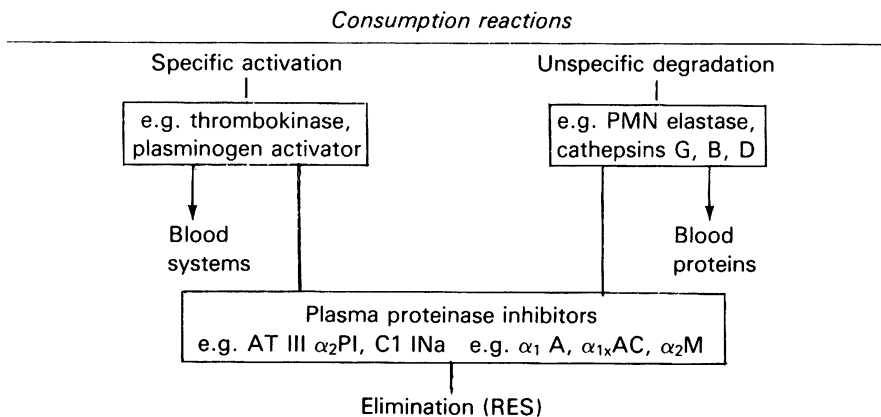 Consumption reactions
Specific activation
Unspecific degradation
e.g. thrombokinase,
plasminogen activator
e.g. PMN elastase,
cathepsins G, B, D
Blood
systems
Blood
proteins
Plasma proteinase inhibitors
e.g. AT III α₂PI, C1 INa e.g. α₁ A, α₁ₓAC, α₂M
Elimination (RES)